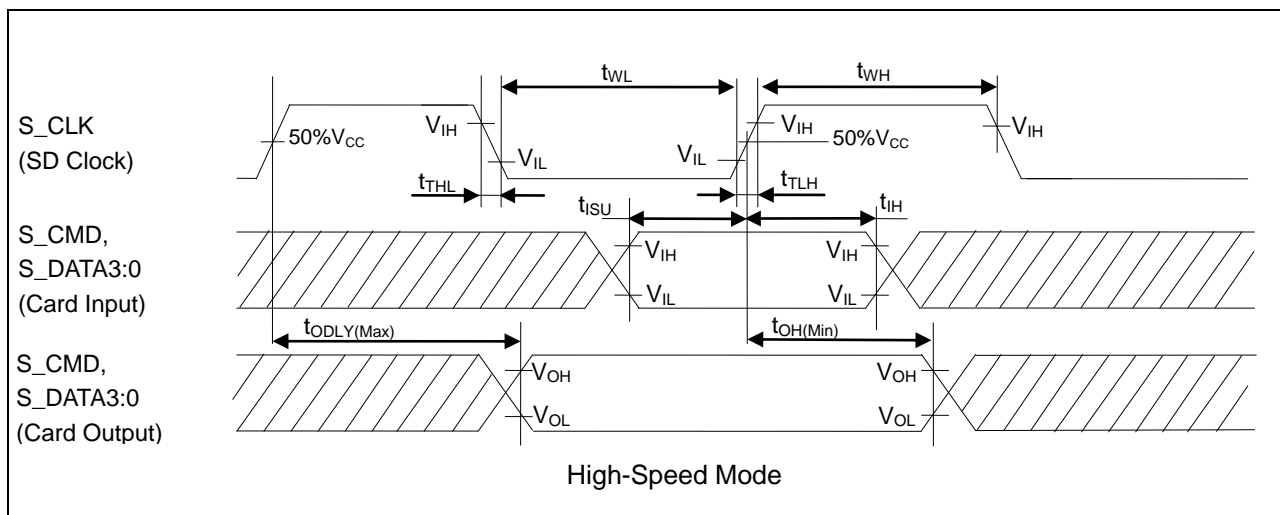 tWL tWH
S_CLK
(SD Clock)
50%VCC VIH VIL VIL VIH 50%VCC VIH
tTHL tTLH
tISU tIH
S_CMD,
S_DATA3:0
(Card Input)
VIH VIH
VIL VIL
tODLY(Max) tOH(Min)
S_CMD,
S_DATA3:0
(Card Output)
VOH VOH
VOL VOL
High-Speed Mode